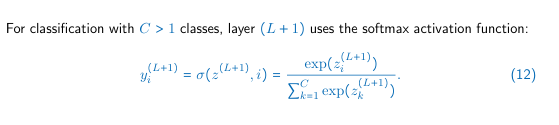 For classification with C > 1 classes, layer (L + 1) uses the softmax activation function:
y_i^{(L+1)} = σ(z^{(L+1)}, i) = \frac{exp(z_i^{(L+1)})}{∑_{k=1}^{C} exp(z_k^{(L+1)})}. (12)